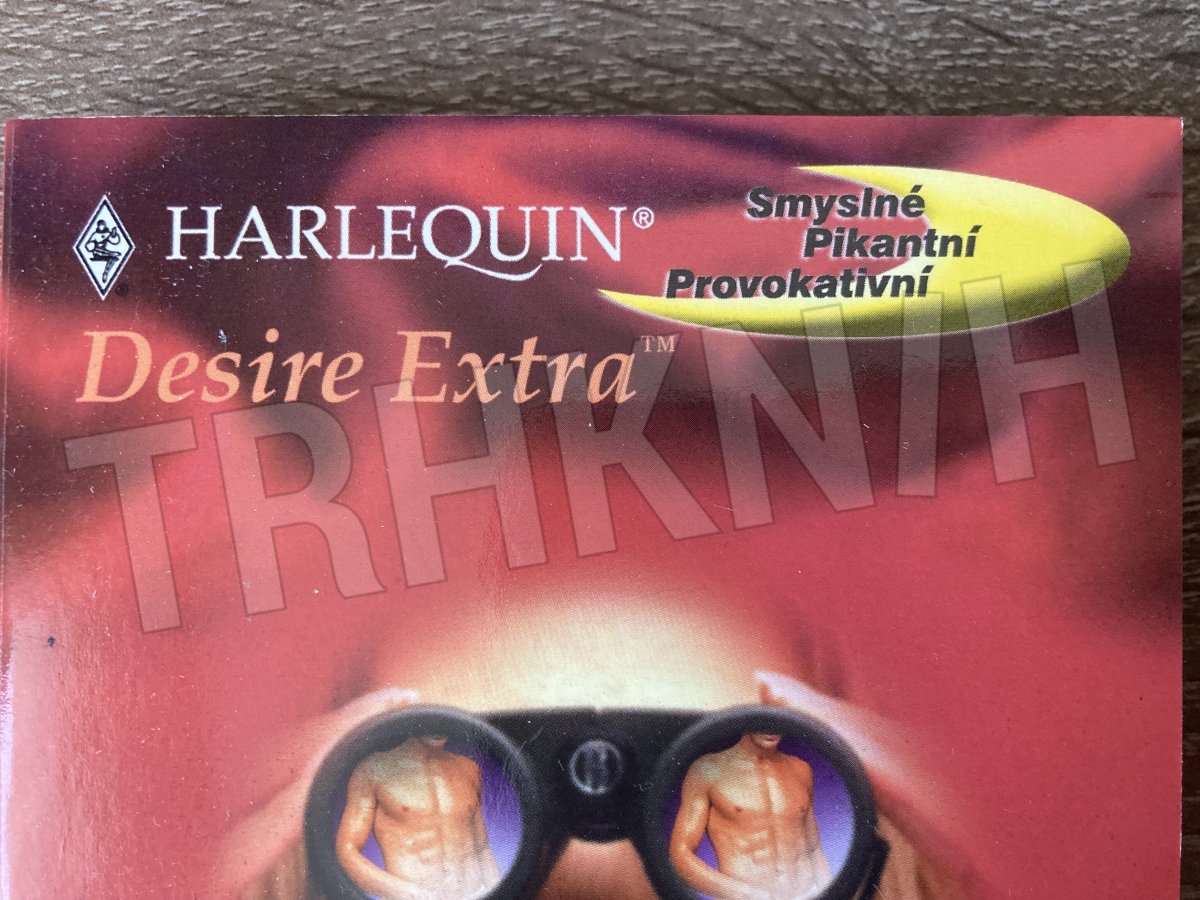 HARLEQUIN®
Smyslné
Pikantní
Provokativní
Desire Extra™
TRHKNIH